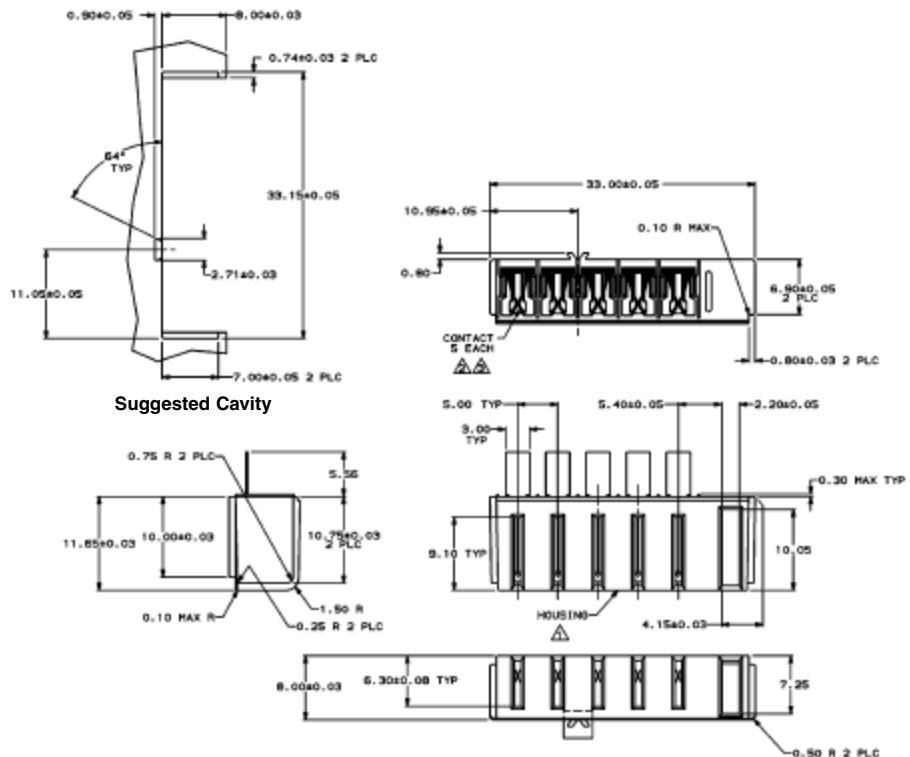 0.90±0.05
8.00±0.03
0.74±0.03 2 PLC
64°
TYP
33.15±0.05
2.71±0.03
11.05±0.05
7.00±0.05 2 PLC
Suggested Cavity
33.00±0.05
10.95±0.05
0.10 R MAX
0.80
6.90±0.05
2 PLC
CONTACT
5 EACH
2 3
0.80±0.03 2 PLC
5.00 TYP
5.40±0.05
2.20±0.05
3.00
TYP
0.30 MAX TYP
9.10 TYP
10.05
HOUSING
1
4.15±0.03
0.75 R 2 PLC
5.56
11.65±0.03
10.00±0.03
10.75±0.03
2 PLC
0.10 MAX R
1.50 R
0.25 R 2 PLC
8.00±0.03
6.30±0.08 TYP
7.25
0.50 R 2 PLC